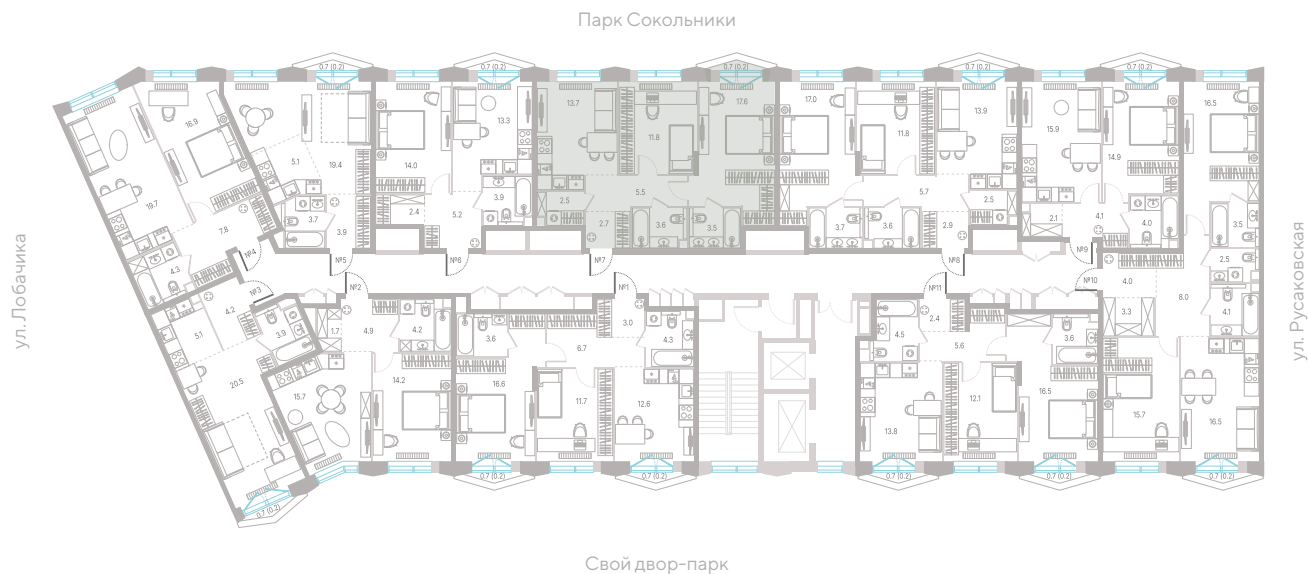 Парк Сокольники
0.7 (0.2) 0.7 (0.2) 0.7 (0.2) 0.7 (0.2) 0.7 (0.2)
16.9 13.3 13.7 17.6 17.0 13.9 15.9 16.5
11.8 11.8
5.1 19.4 14.0 14.9
19.7 2.5 5.5 5.7 2.5
3.7 2.4 5.2 3.9 2.1 4.1 4.0 3.5
7.8 3.9 2.7 3.6 3.5 3.7 3.6 2.9
№4 №5 №6 №7 №8 №9 2.5
4.3 №3 №2 №1 №11 №10 4.0 8.0
ул. Лобачика
ул. Русаковская
4.2 3.9 1.7 4.9 4.2 3.0 2.4 3.3 4.1
5.1 3.6 6.7 4.3 4.5 5.6 3.6
20.5 15.7 14.2 16.6 11.7 12.6 12.1 16.5 15.7 16.5
13.8
0.7 (0.2) 0.7 (0.2) 0.7 (0.2) 0.7 (0.2) 0.7 (0.2) 0.7 (0.2)
Свой двор-парк